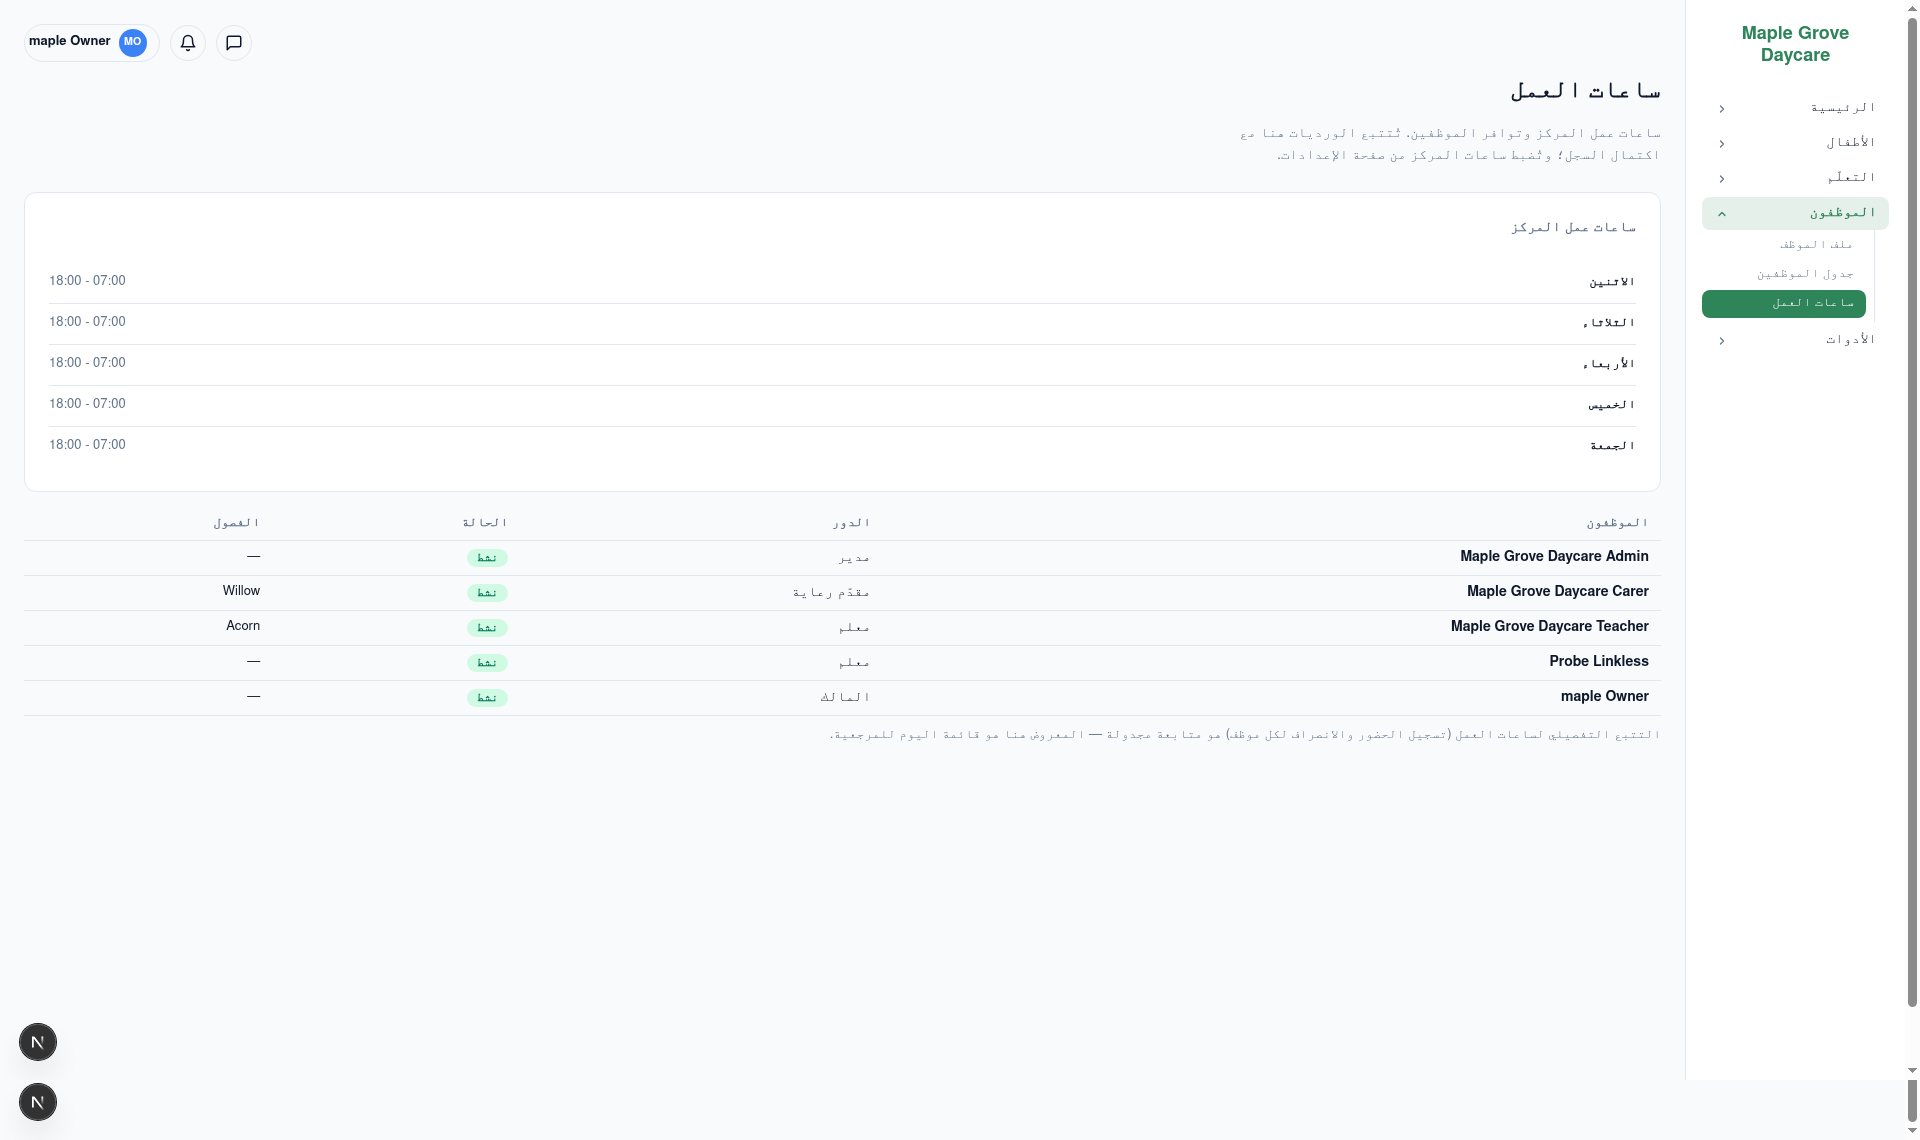 Maple Grove
Daycare
الرئيسية
الأطفال
التعلّم
الموظفون
ملف الموظف
جدول الموظفين
ساعات العمل
الأدوات
maple Owner MO
ساعات العمل
ساعات عمل المركز وتوافر الموظفين. تُتتبع الورديات هنا مع
اكتمال السجل؛ وتُضبط ساعات المركز من صفحة الإعدادات.
ساعات عمل المركز
الاثنين 18:00 - 07:00
الثلاثاء 18:00 - 07:00
الأربعاء 18:00 - 07:00
الخميس 18:00 - 07:00
الجمعة 18:00 - 07:00
الموظفون الدور الحالة الفصول
Maple Grove Daycare Admin مدير نشط —
Maple Grove Daycare Carer مقدّم رعاية نشط Willow
Maple Grove Daycare Teacher معلم نشط Acorn
Probe Linkless معلم نشط —
maple Owner المالك نشط —
التتبع التفصيلي لساعات العمل (تسجيل الحضور والانصراف لكل موظف) هو متابعة مجدولة — المعروض هنا هو قائمة اليوم للمرجعية.
N
N